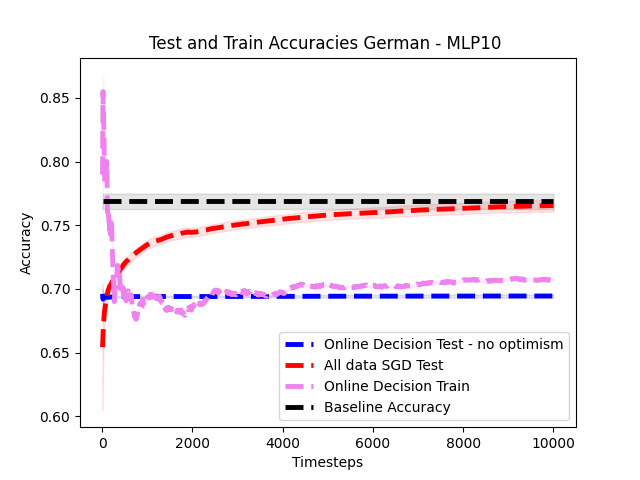 Test and Train Accuracies German - MLP10
Accuracy
0.85
0.80
0.75
0.70
0.65
0.60
Online Decision Test - no optimism
All data SGD Test
Online Decision Train
Baseline Accuracy
0 2000 4000 6000 8000 10000
Timesteps